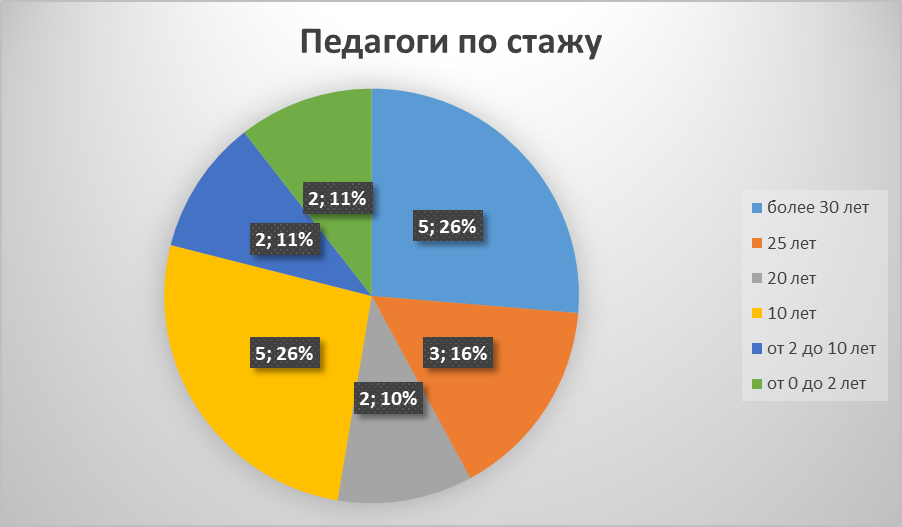 Педагоги по стажу
2; 11%
5; 26%
2; 11%
5; 26%
3; 16%
2; 10%
более 30 лет
25 лет
20 лет
10 лет
от 2 до 10 лет
от 0 до 2 лет